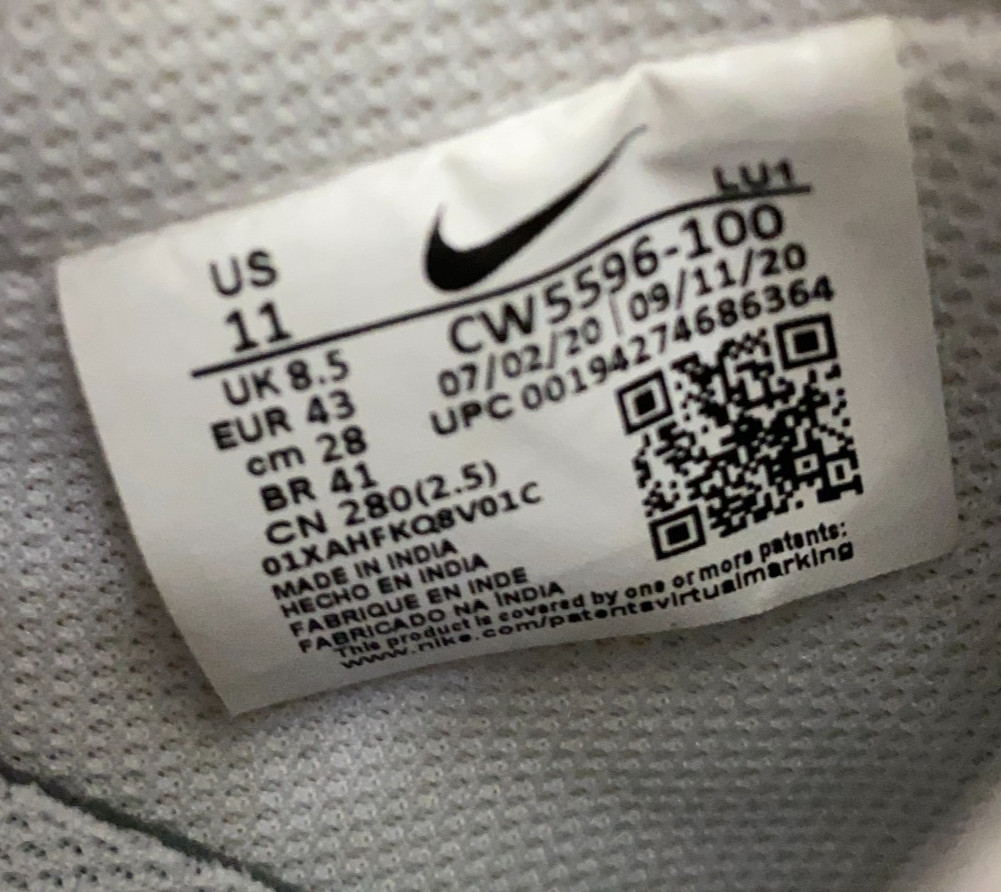 US
11
LU1
UK 8.5
EUR 43
cm 28
BR 41
CN 280(2.5)
CW5596-100
07/02/20 | 09/11/20
UPC 00194274686364
01XAHFKQ8V01C
MADE IN INDIA
HECHO EN INDIA
FABRIQUE EN INDE
FABRICADO NA INDIA
This product is covered by one or more patents:
www.nike.com/patentsvirtualmarking